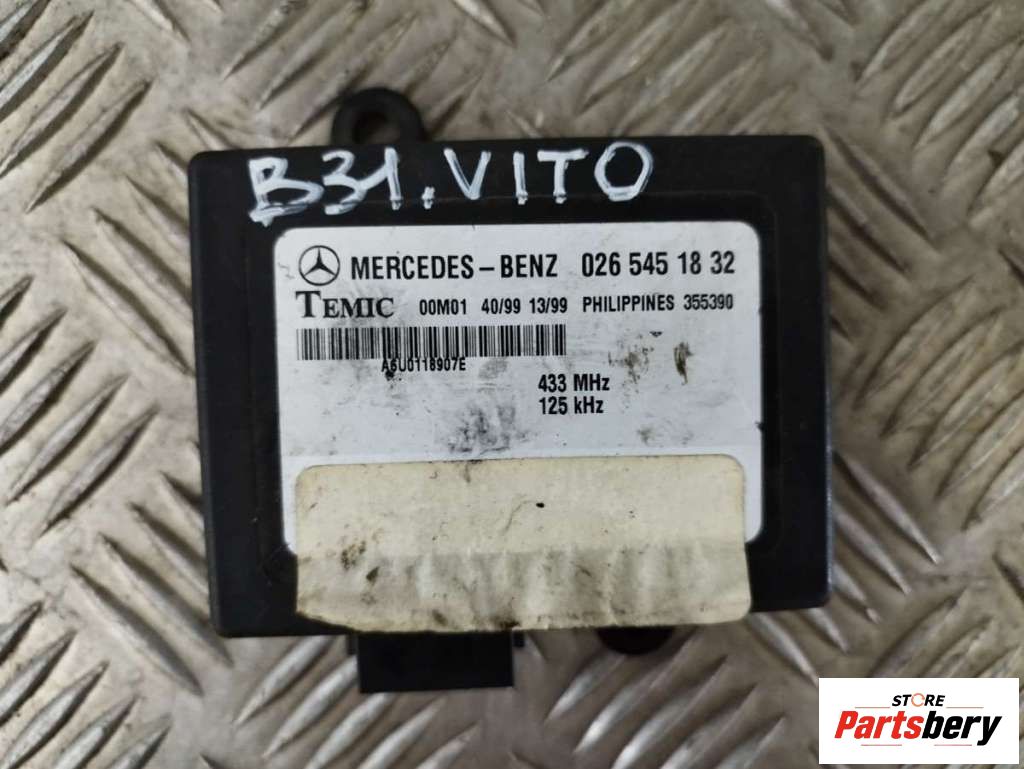 B31.VITO
MERCEDES-BENZ 026 545 18 32
TEMIC 00M01 40/99 13/99 PHILIPPINES 355390
A6U0118907E
433 MHz
125 kHz
STORE
Partsbery